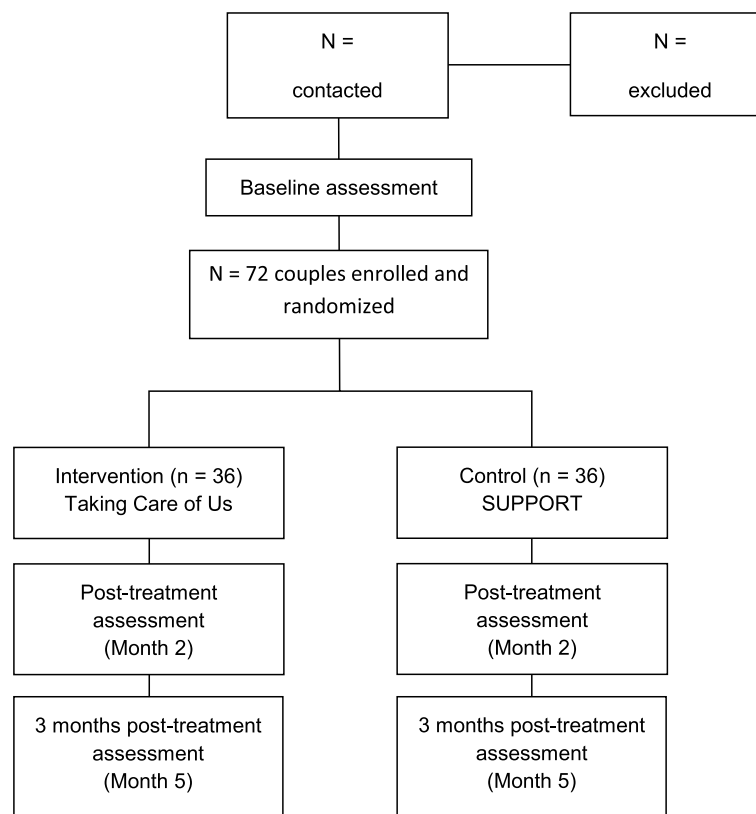 N =
contacted
N =
excluded
Baseline assessment
N = 72 couples enrolled and
randomized
Intervention (n = 36)
Taking Care of Us
Control (n = 36)
SUPPORT
Post-treatment
assessment
(Month 2)
Post-treatment
assessment
(Month 2)
3 months post-treatment
assessment
(Month 5)
3 months post-treatment
assessment
(Month 5)